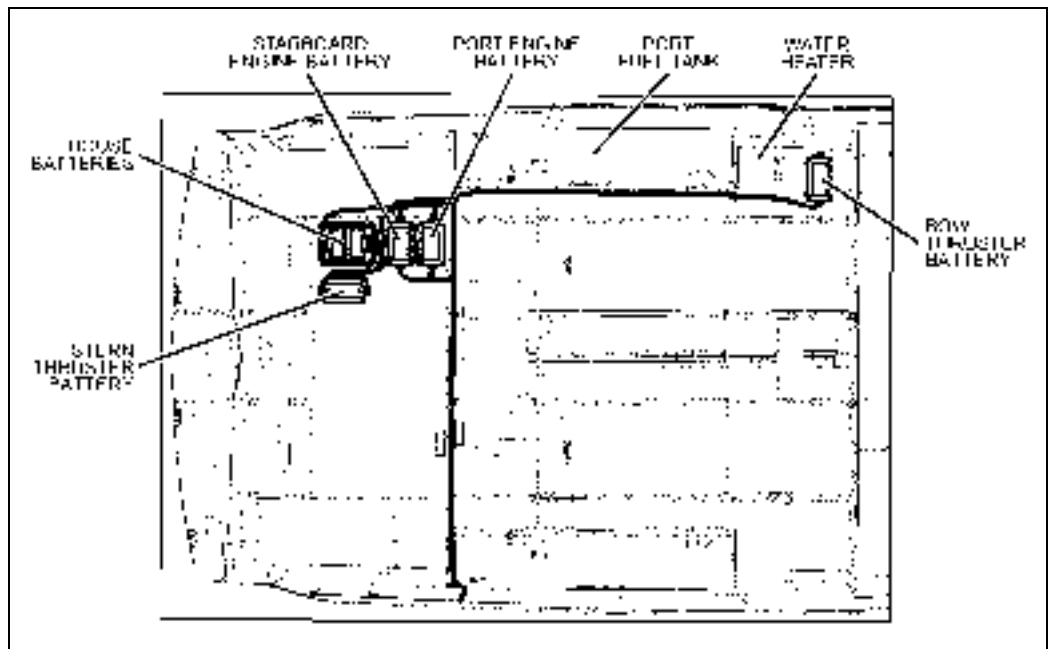 STARBOARD
ENGINE BATTERY
PORT ENGINE
BATTERY
PORT
FUEL TANK
WATER
HEATER
HOUSE
BATTERIES
BOW
THRUSTER
BATTERY
STERN
THRUSTER
BATTERY